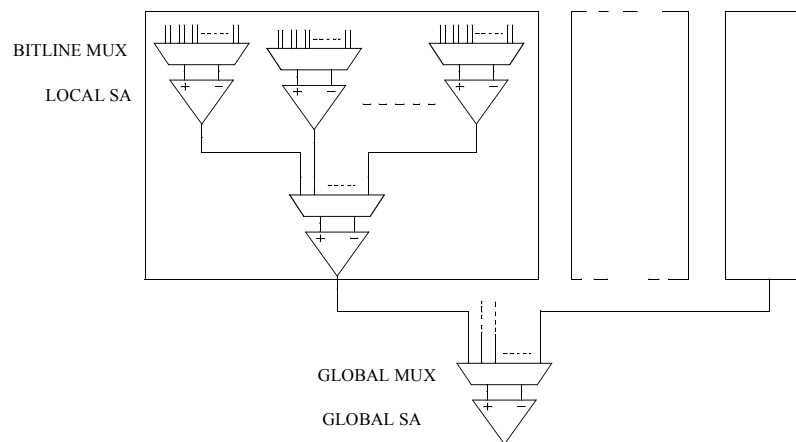 BITLINE MUX
+ − + − + −
LOCAL SA
+ −
GLOBAL MUX
+ −
GLOBAL SA